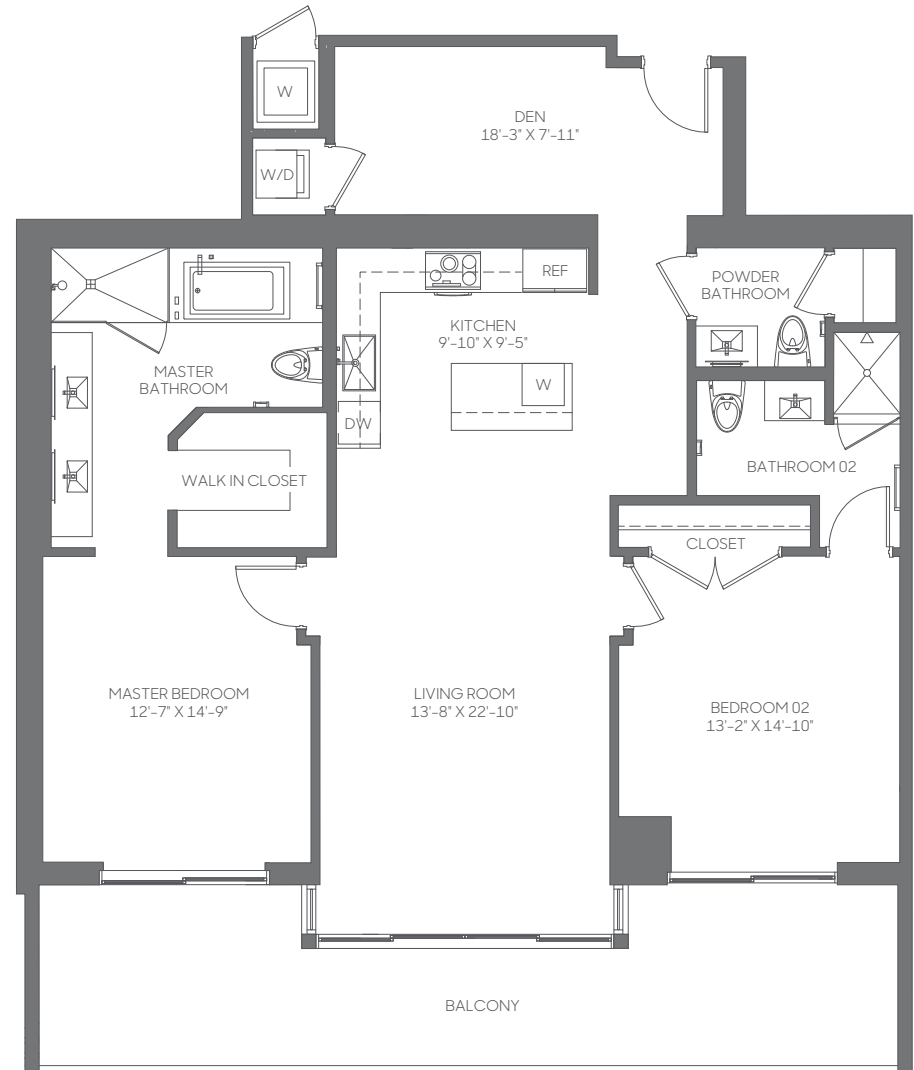 W
DEN
18'-3" X 7'-11"
W/D
REF
POWDER
BATHROOM
KITCHEN
9'-10" X 9'-5"
MASTER
BATHROOM
W
DW
BATHROOM 02
WALK IN CLOSET
CLOSET
MASTER BEDROOM
12'-7" X 14'-9"
LIVING ROOM
13'-8" X 22'-10"
BEDROOM 02
13'-2" X 14'-10"
BALCONY